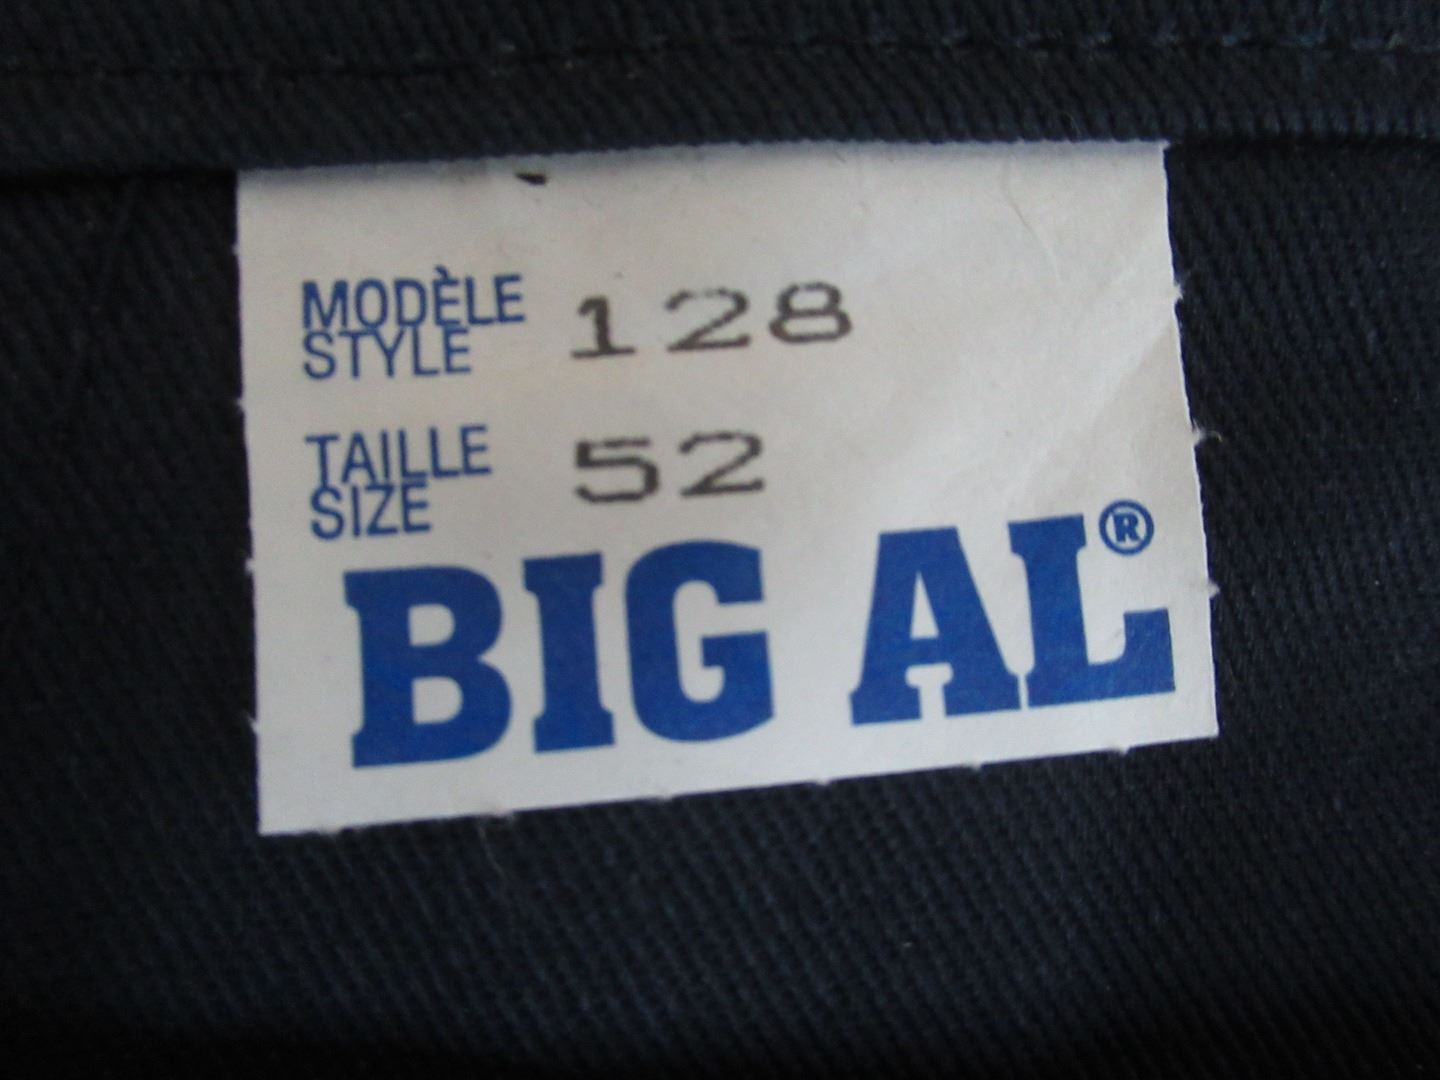 MODÈLE
STYLE 128
TAILLE
SIZE 52
BIG AL®